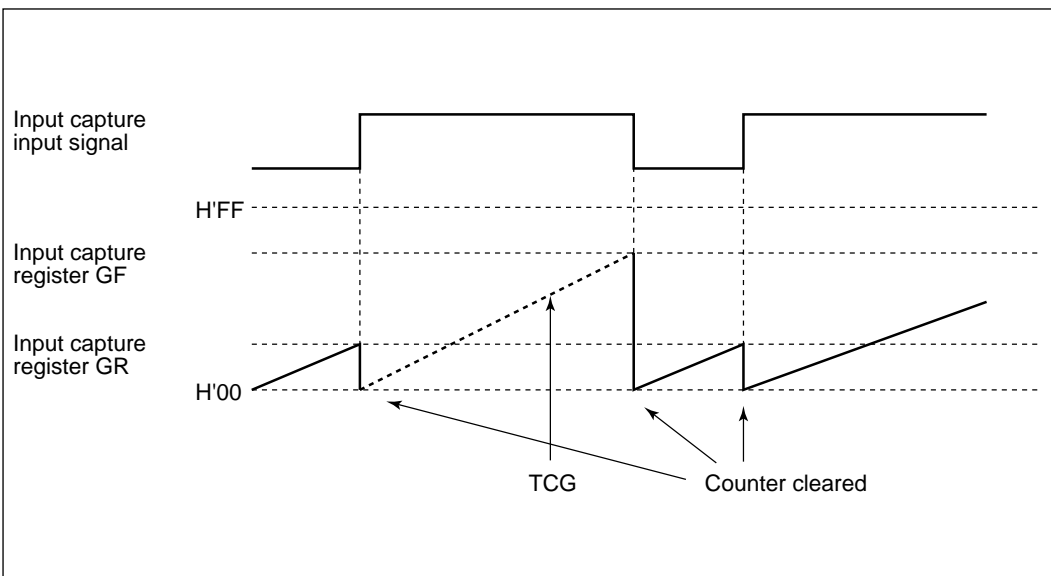 Input capture
input signal
H'FF
Input capture
register GF
Input capture
register GR
H'00
TCG
Counter cleared